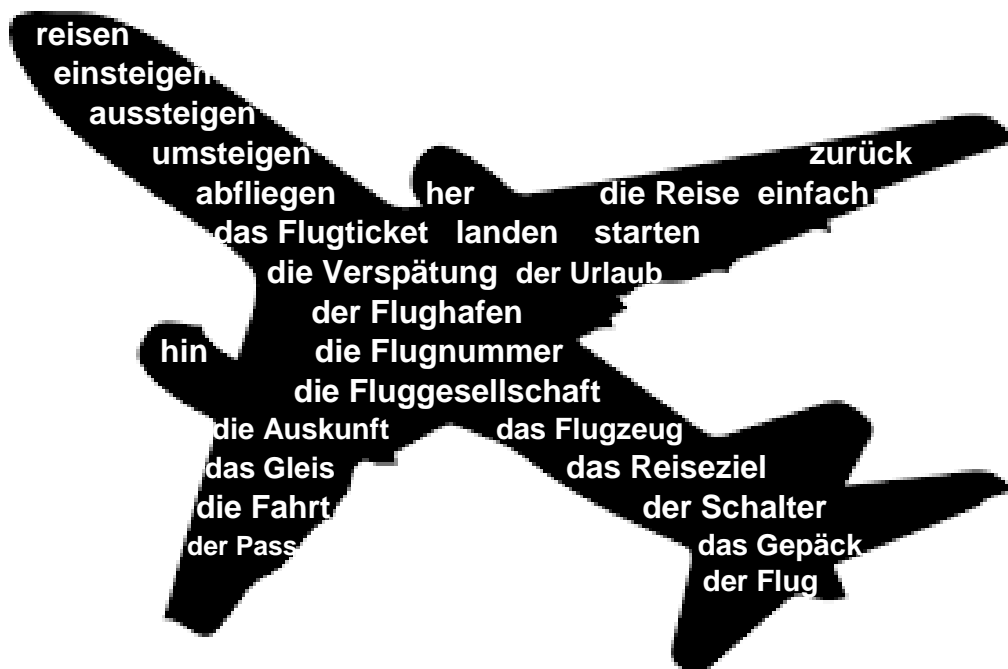 reisen
einsteigen
aussteigen
umsteigen zurück
abfliegen her die Reise einfach
das Flugticket landen starten
die Verspätung der Urlaub
der Flughafen
hin die Flugnummer
die Fluggesellschaft
die Auskunft das Flugzeug
das Gleis das Reiseziel
die Fahrt der Schalter
der Pass das Gepäck
der Flug